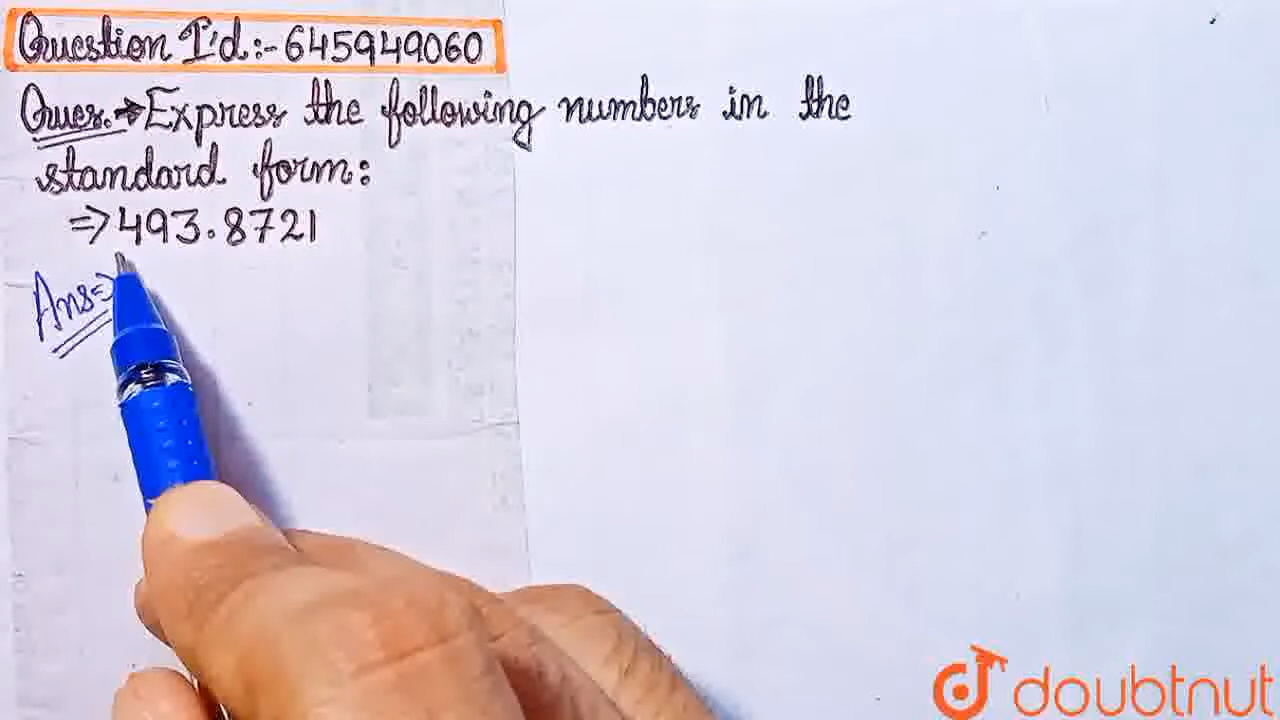 Question I'd:-645949060
Ques.→Express the following numbers in the
standard form:
⇒493.8721
Ans⇒
doubtnut